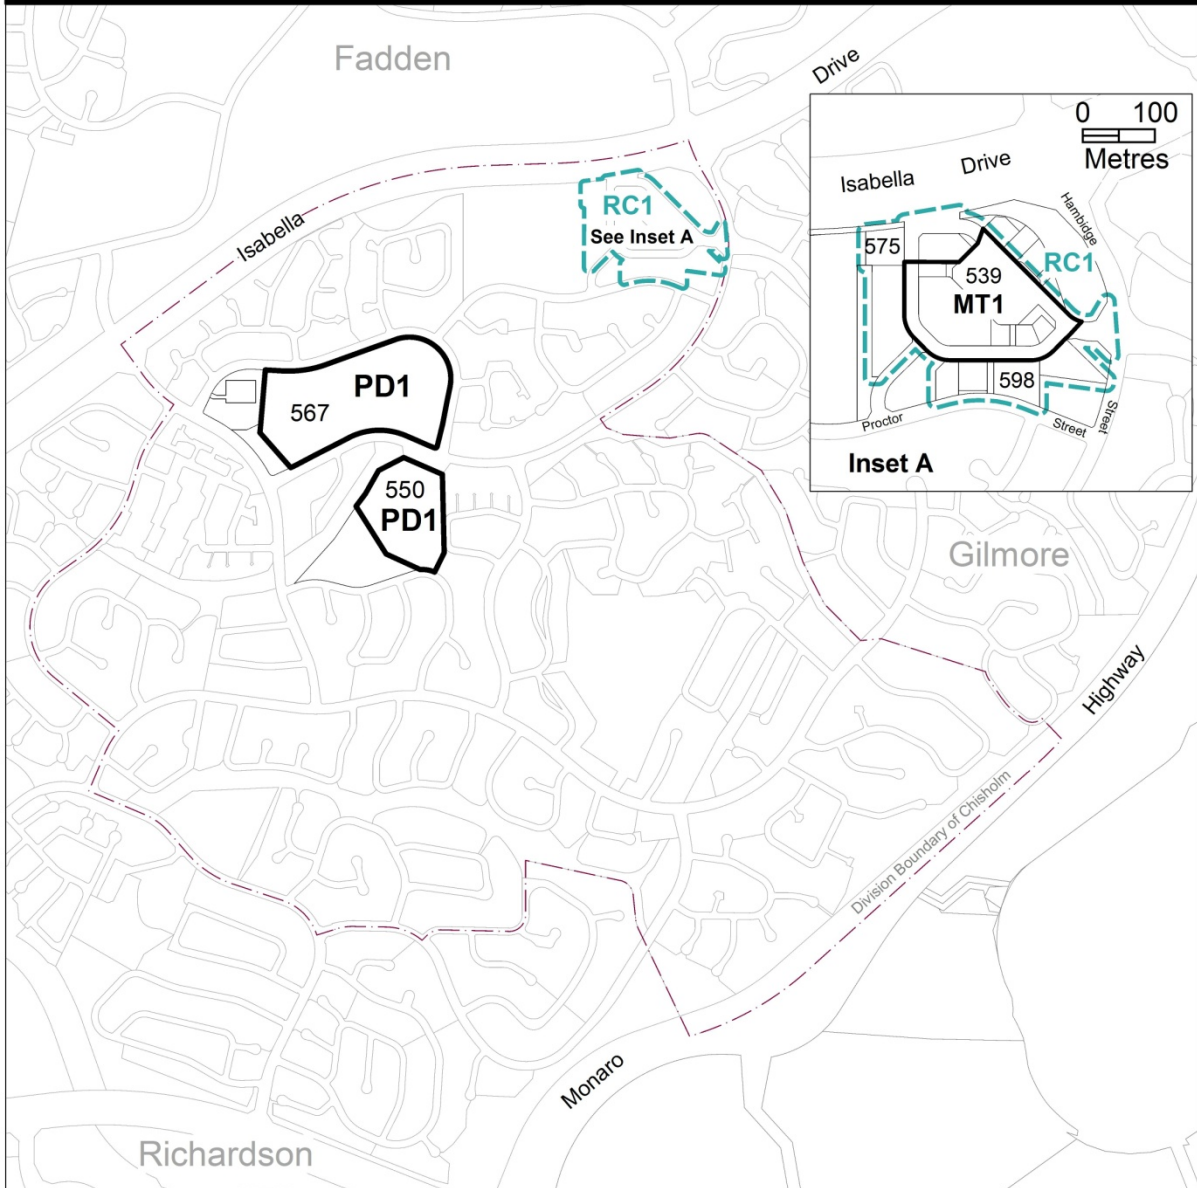 Fadden
Drive
Isabella
RC1
See Inset A
0 100
Metres
Isabella
Drive
Hambidge
575
RC1
539
MT1
598
Proctor
Street
Street
Inset A
PD1
567
550
PD1
Gilmore
Highway
Division Boundary of Chisholm
Monaro
Richardson